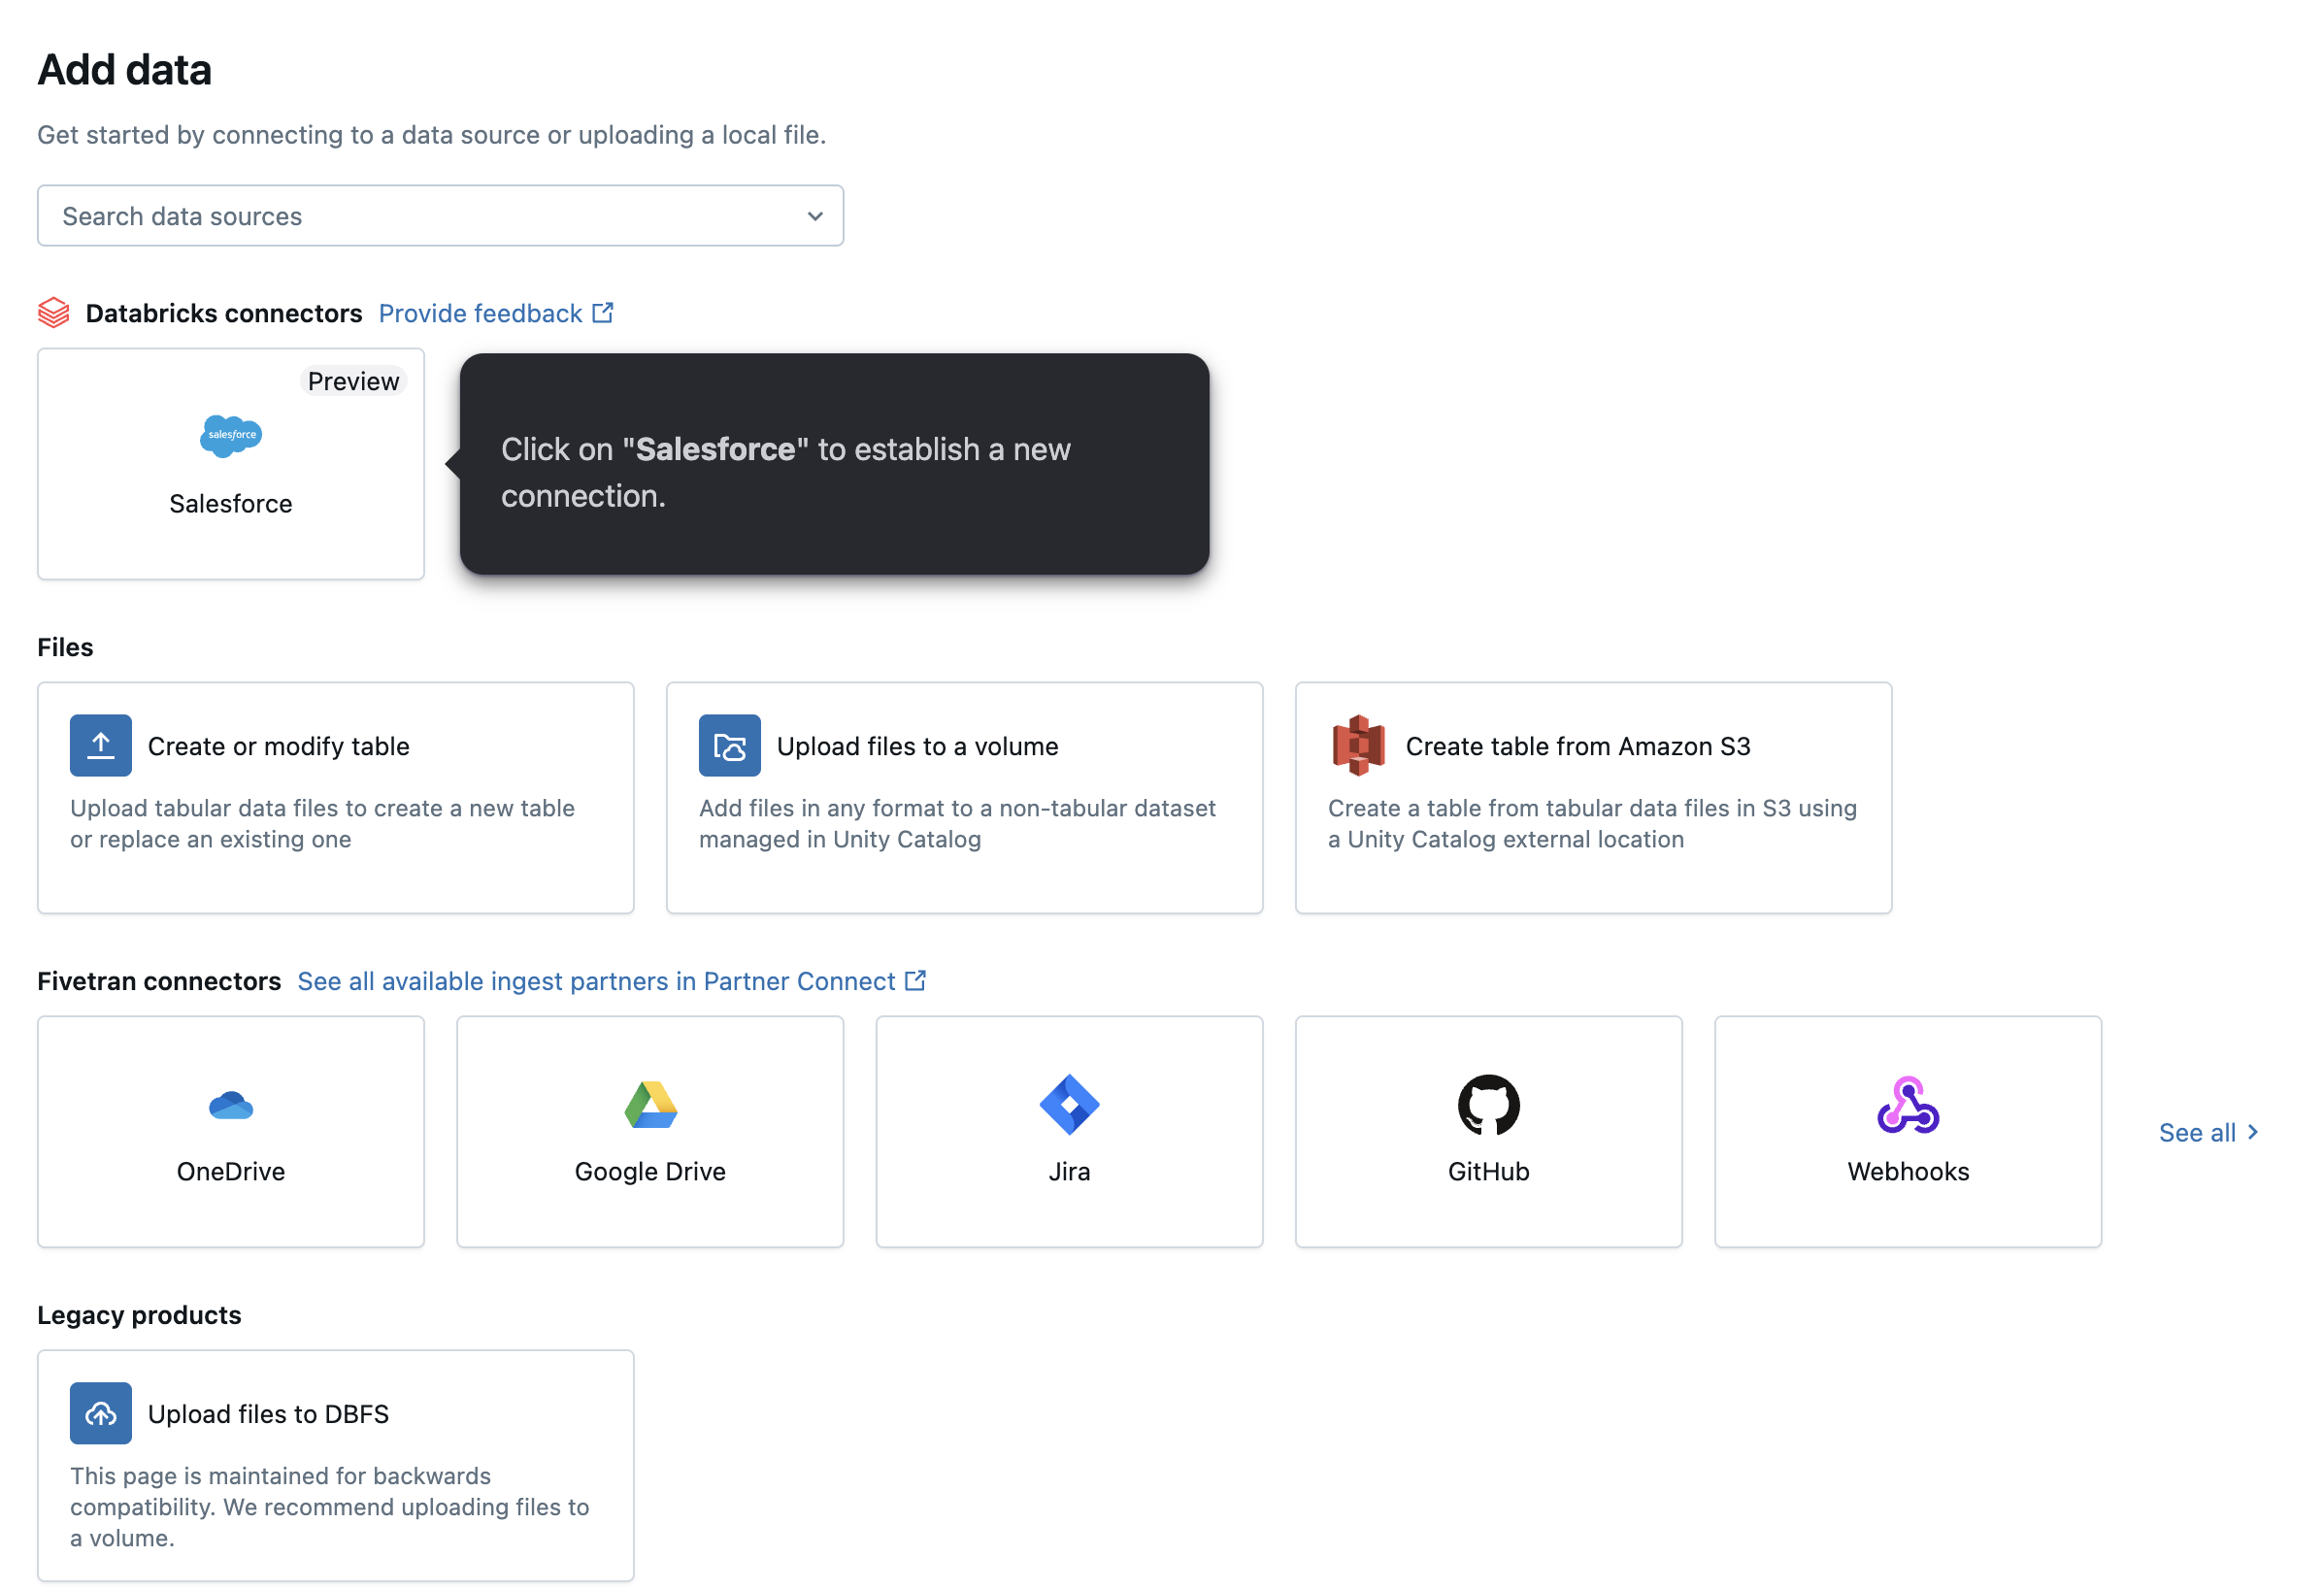 Add data
Get started by connecting to a data source or uploading a local file.
Search data sources
Databricks connectors Provide feedback
Preview
salesforce
Salesforce
Click on "Salesforce" to establish a new
connection.
Files
Create or modify table
Upload tabular data files to create a new table
or replace an existing one
Upload files to a volume
Add files in any format to a non-tabular dataset
managed in Unity Catalog
Create table from Amazon S3
Create a table from tabular data files in S3 using
a Unity Catalog external location
Fivetran connectors See all available ingest partners in Partner Connect
OneDrive
Google Drive
Jira
GitHub
Webhooks
See all
Legacy products
Upload files to DBFS
This page is maintained for backwards
compatibility. We recommend uploading files to
a volume.